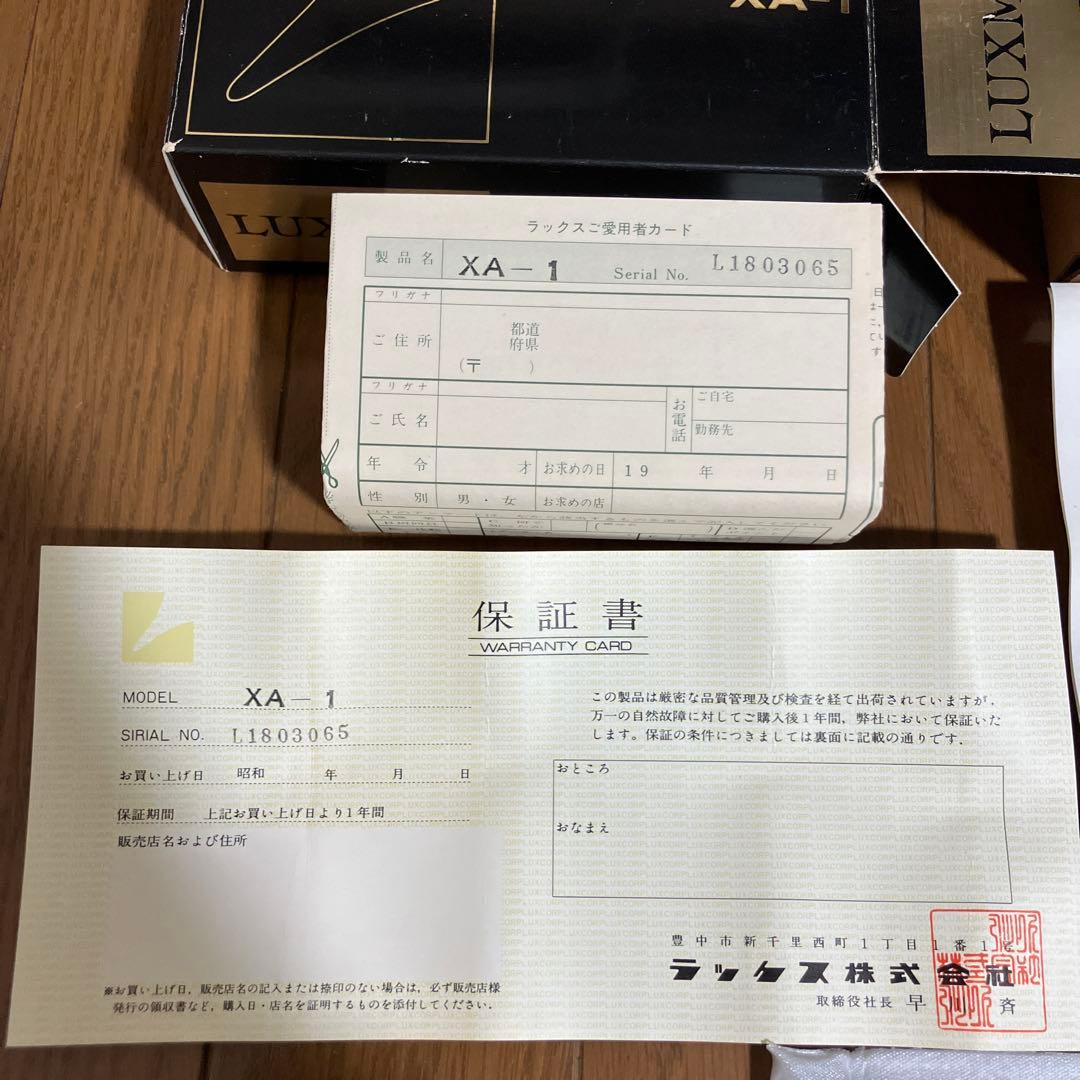 XA-1
LUXM
LUX
ラックスご愛用者カード
製品名 XA-1 Serial No. L1803065
フリガナ
ご住所 都道府県
(〒 )
フリガナ
ご氏名 お電話 ご自宅
勤務先
年令 才 お求めの日 19 年 月 日
性別 男・女 お求めの店
保証書
WARRANTY CARD
MODEL XA-1
SIRIAL NO. L1803065
お買い上げ日 昭和 年 月 日
保証期間 上記お買い上げ日より1年間
販売店名および住所
この製品は厳密な品質管理及び検査を経て出荷されていますが,
万一の自然故障に対してご購入後1年間,弊社において保証いた
します。保証の条件につきましては裏面に記載の通りです.
おところ
おなまえ
豊中市新千里西町1丁目1番1
ラックス株式会社
取締役社長 早 斉
※お買い上げ日,販売店名の記入または捺印のない場合は,必ず販売店様
発行の領収書など,購入日・店名を証明するものを添付してください.